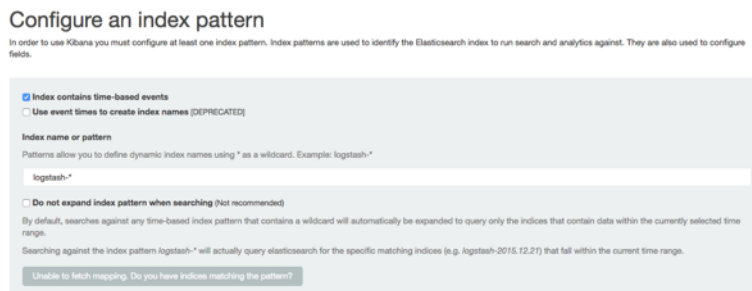 Configure an index pattern
In order to use Kibana you must configure at least one index pattern. Index patterns are used to identify the Elasticsearch index to run search and analytics against. They are also used to configure
fields.
Index contains time-based events
Use event times to create index names [DEPRECATED]
Index name or pattern
Patterns allow you to define dynamic index names using * as a wildcard. Example: logstash-*
logstash-*
Do not expand index pattern when searching (Not recommended)
By default, searches against any time-based index pattern that contains a wildcard will automatically be expanded to query only the indices that contain data within the currently selected time
range.
Searching against the index pattern logstash-* will actually query elasticsearch for the specific matching indices (e.g. logstash-2015.12.21) that fall within the current time range.
Unable to fetch mapping. Do you have indices matching the pattern?